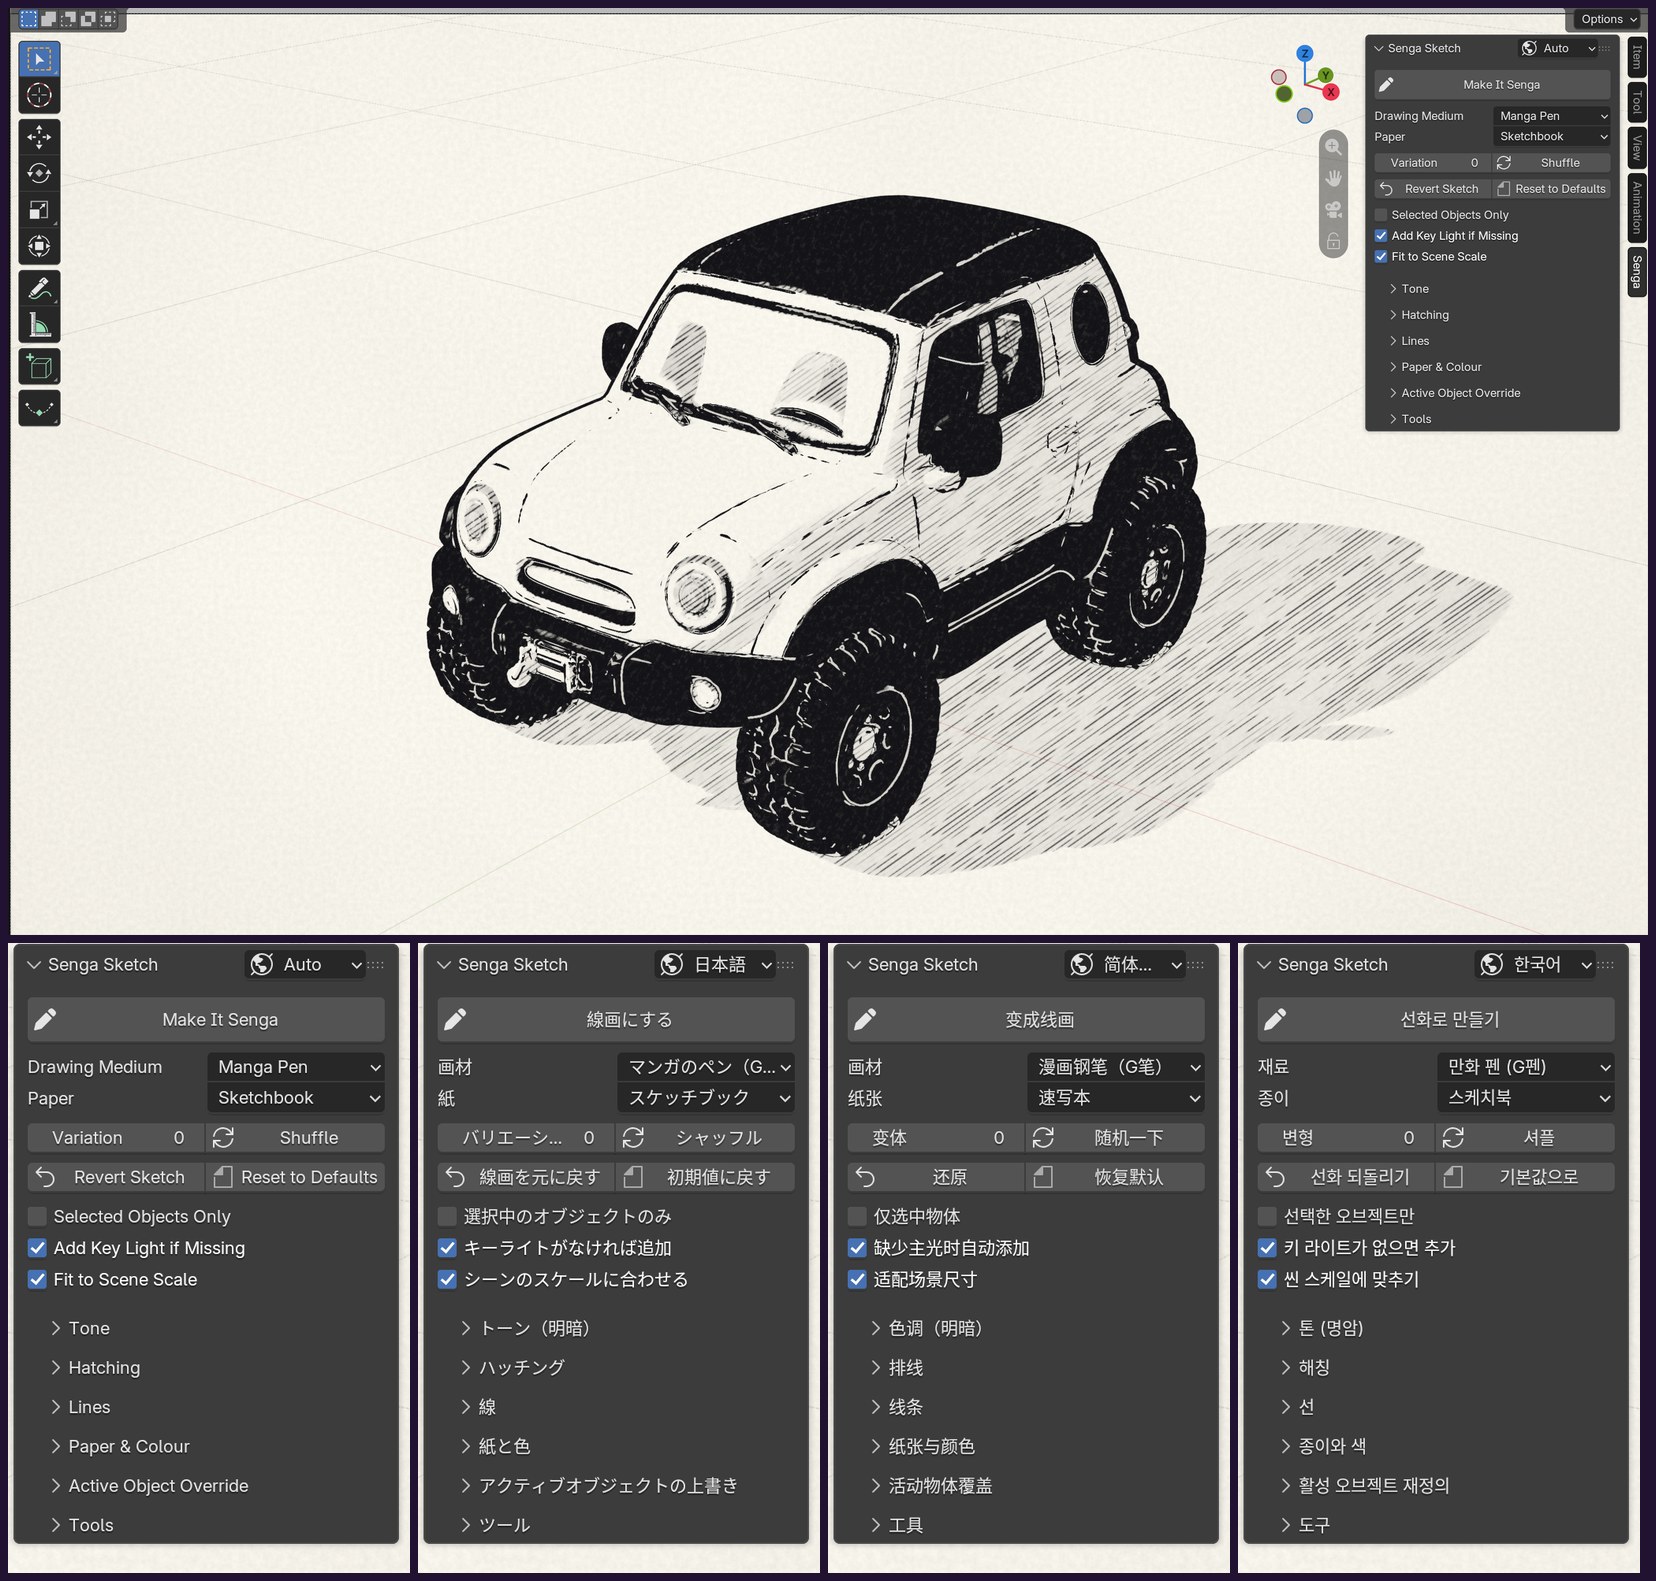 Options
Senga Sketch Auto
Make It Senga
Drawing Medium Manga Pen
Paper Sketchbook
Variation 0 Shuffle
Revert Sketch Reset to Defaults
Selected Objects Only
Add Key Light if Missing
Fit to Scene Scale
Tone
Hatching
Lines
Paper & Colour
Active Object Override
Tools
Item
Tool
View
Animation
Senga
Z
Y
X
Senga Sketch Auto
Make It Senga
Drawing Medium Manga Pen
Paper Sketchbook
Variation 0 Shuffle
Revert Sketch Reset to Defaults
Selected Objects Only
Add Key Light if Missing
Fit to Scene Scale
Tone
Hatching
Lines
Paper & Colour
Active Object Override
Tools
Senga Sketch 日本語
線画にする
画材 マンガのペン（G...
紙 スケッチブック
バリエーシ... 0 シャッフル
線画を元に戻す 初期値に戻す
選択中のオブジェクトのみ
キーライトがなければ追加
シーンのスケールに合わせる
トーン（明暗）
ハッチング
線
紙と色
アクティブオブジェクトの上書き
ツール
Senga Sketch 简体...
变成线画
画材 漫画钢笔（G笔）
纸张 速写本
变体 0 随机一下
还原 恢复默认
仅选中物体
缺少主光时自动添加
适配场景尺寸
色调（明暗）
排线
线条
纸张与颜色
活动物体覆盖
工具
Senga Sketch 한국어
선화로 만들기
재료 만화 펜 (G펜)
종이 스케치북
변형 0 셔플
선화 되돌리기 기본값으로
선택한 오브젝트만
키 라이트가 없으면 추가
씬 스케일에 맞추기
톤 (명암)
해칭
선
종이와 색
활성 오브젝트 재정의
도구